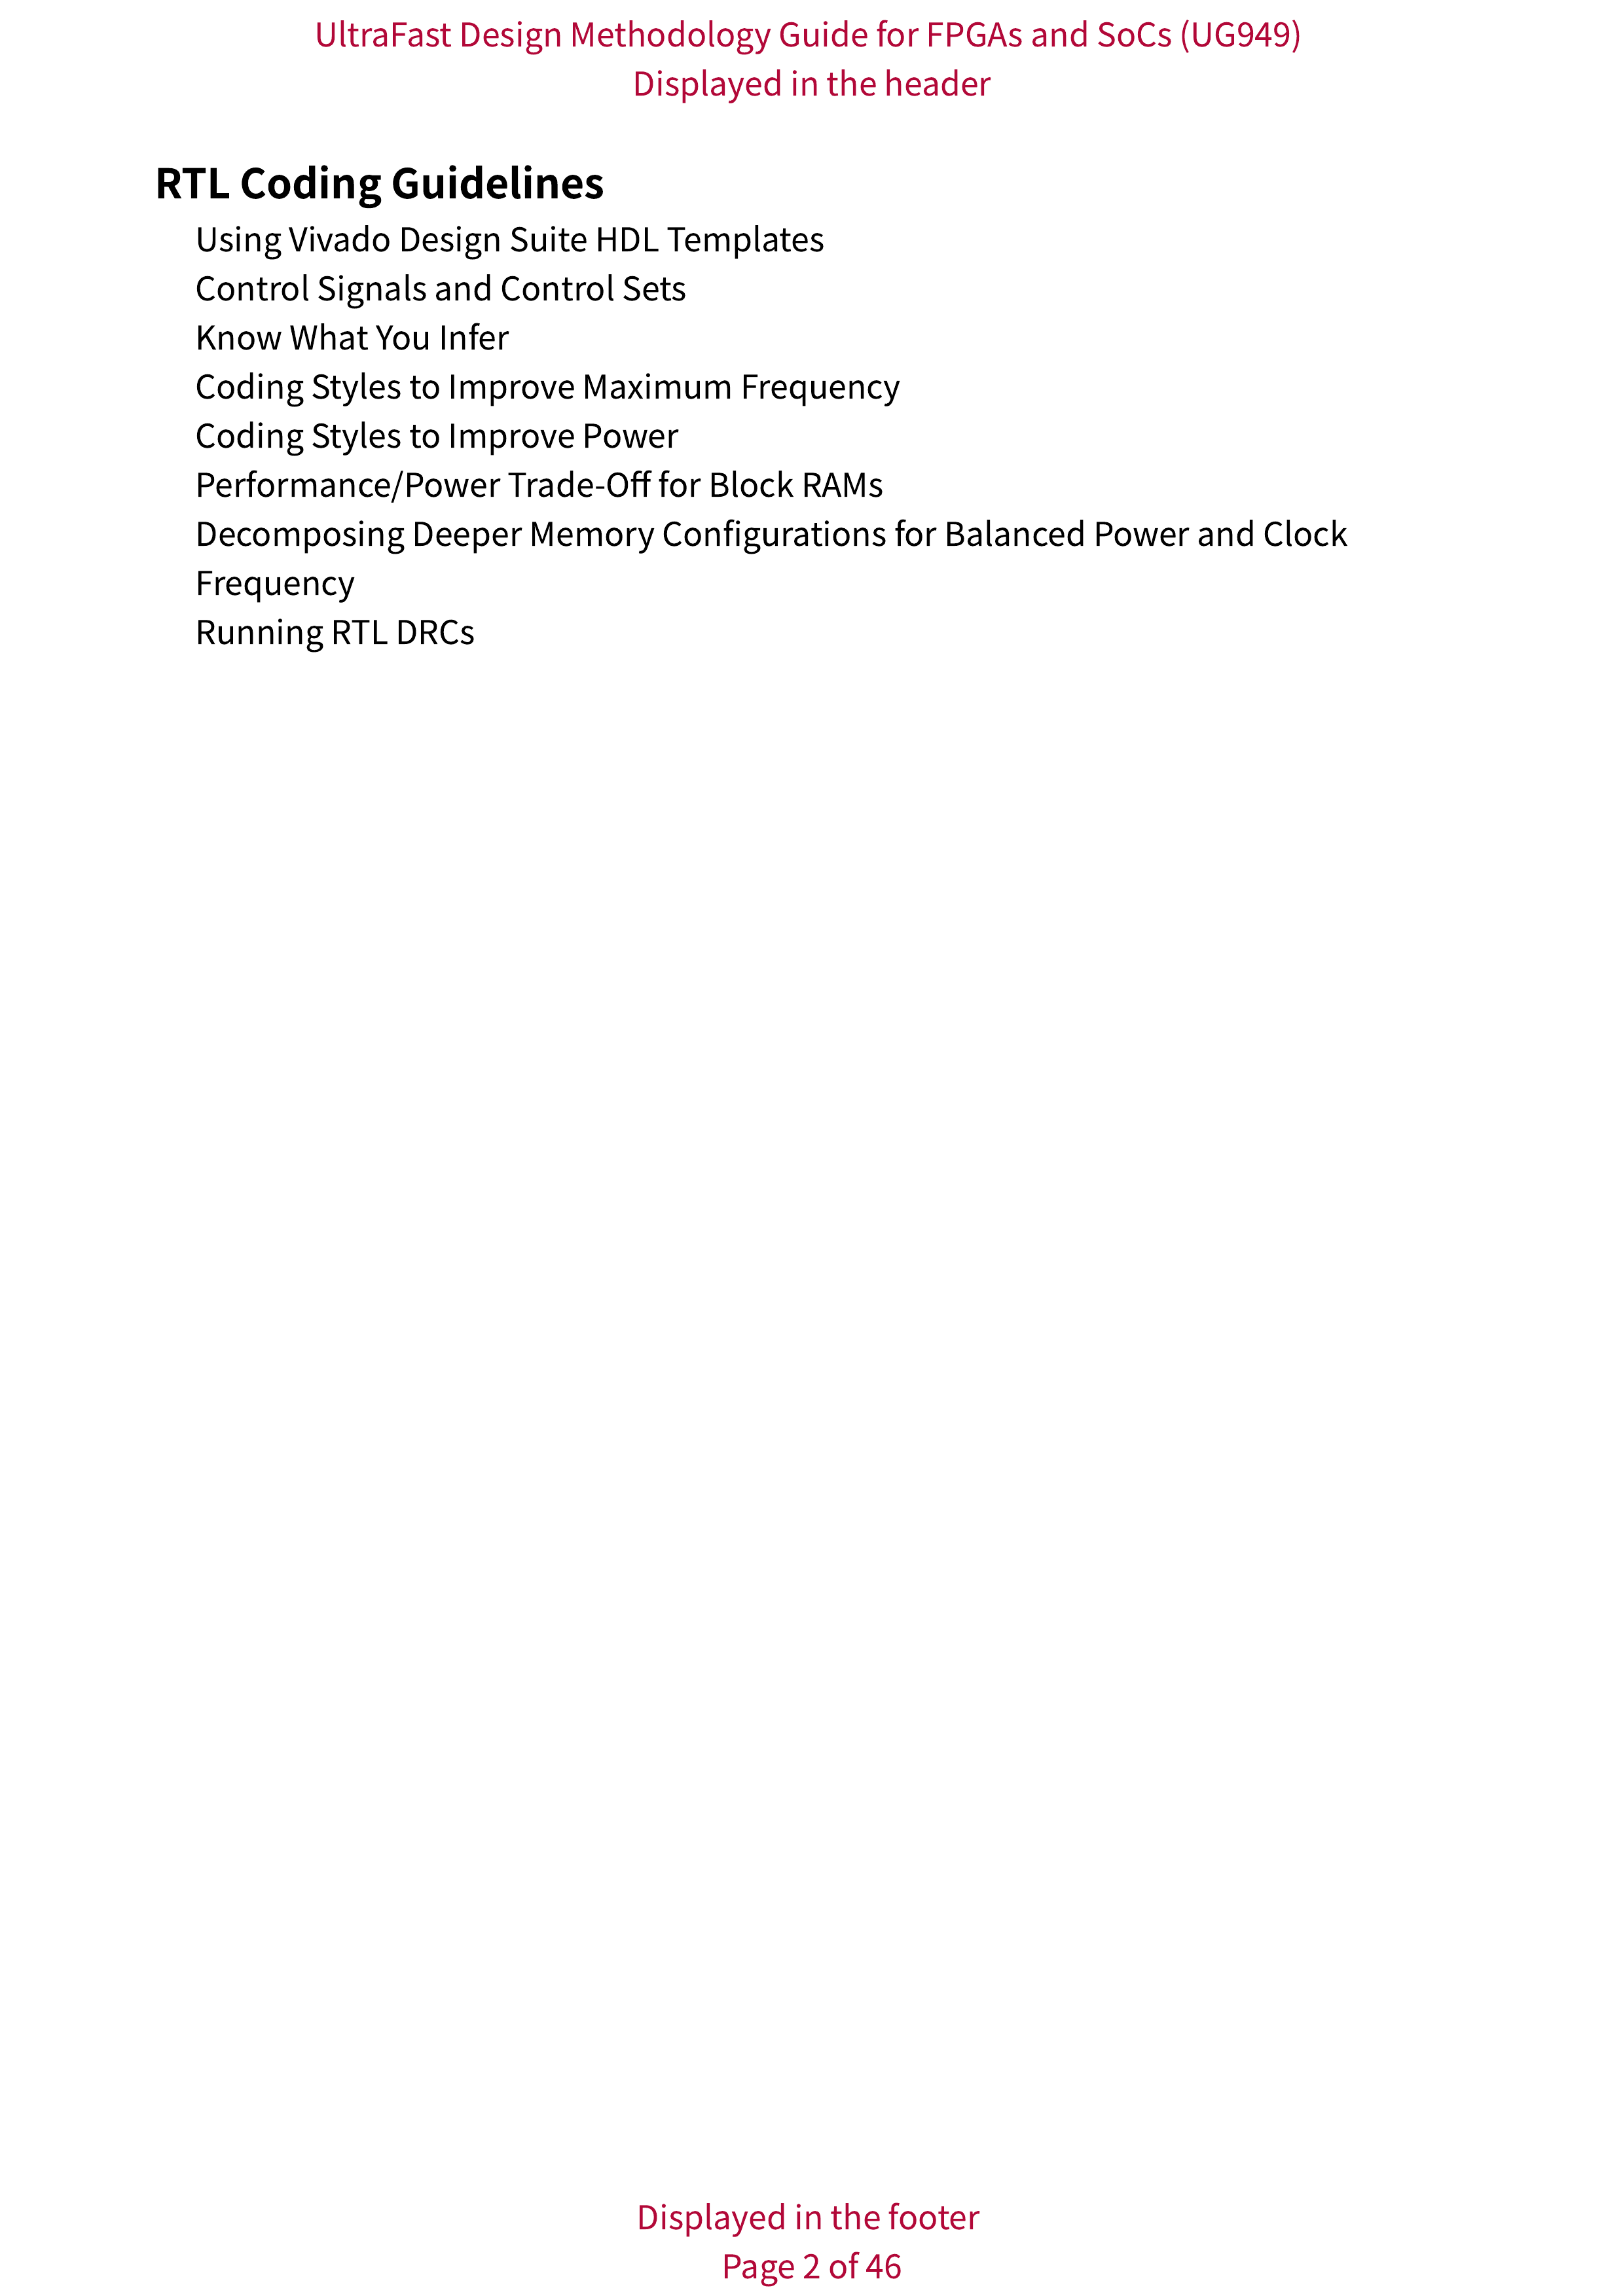 UltraFast Design Methodology Guide for FPGAs and SoCs (UG949)
Displayed in the header
RTL Coding Guidelines
Using Vivado Design Suite HDL Templates
Control Signals and Control Sets
Know What You Infer
Coding Styles to Improve Maximum Frequency
Coding Styles to Improve Power
Performance/Power Trade-Off for Block RAMs
Decomposing Deeper Memory Configurations for Balanced Power and Clock
Frequency
Running RTL DRCs
Displayed in the footer
Page 2 of 46